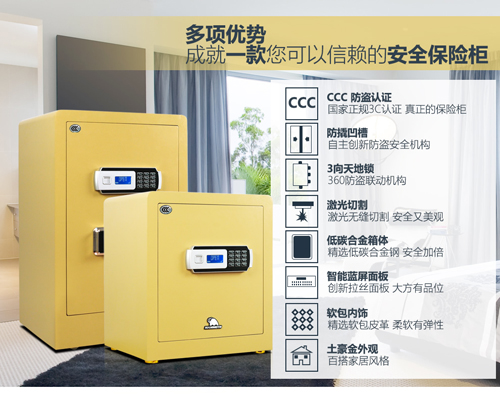 多项优势
成就一款您可以信赖的安全保险柜
CCC
CCC 防盗认证
国家正规3C认证 真正的保险柜
防撬凹槽
自主创新防盗安全机构
3向天地锁
360防盗联动机构
激光切割
激光无缝切割 安全又美观
低碳合金箱体
精选低碳合金钢 安全加倍
智能蓝屏面板
创新拉丝面板 大方有品位
软包内饰
精选软包皮革 柔软有弹性
土豪金外观
百搭家居风格